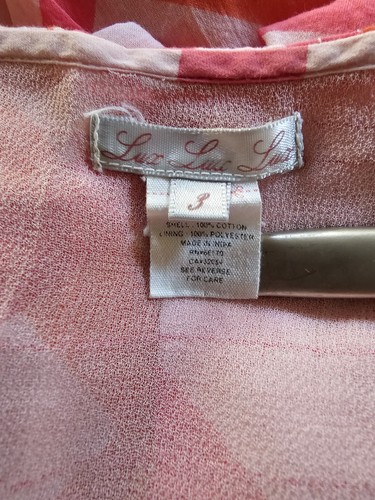 Lux Lux Lux
3
SHELL: 100% COTTON
LINING: 100% POLYESTER
MADE IN INDIA
SEE REVERSE
FOR CARE